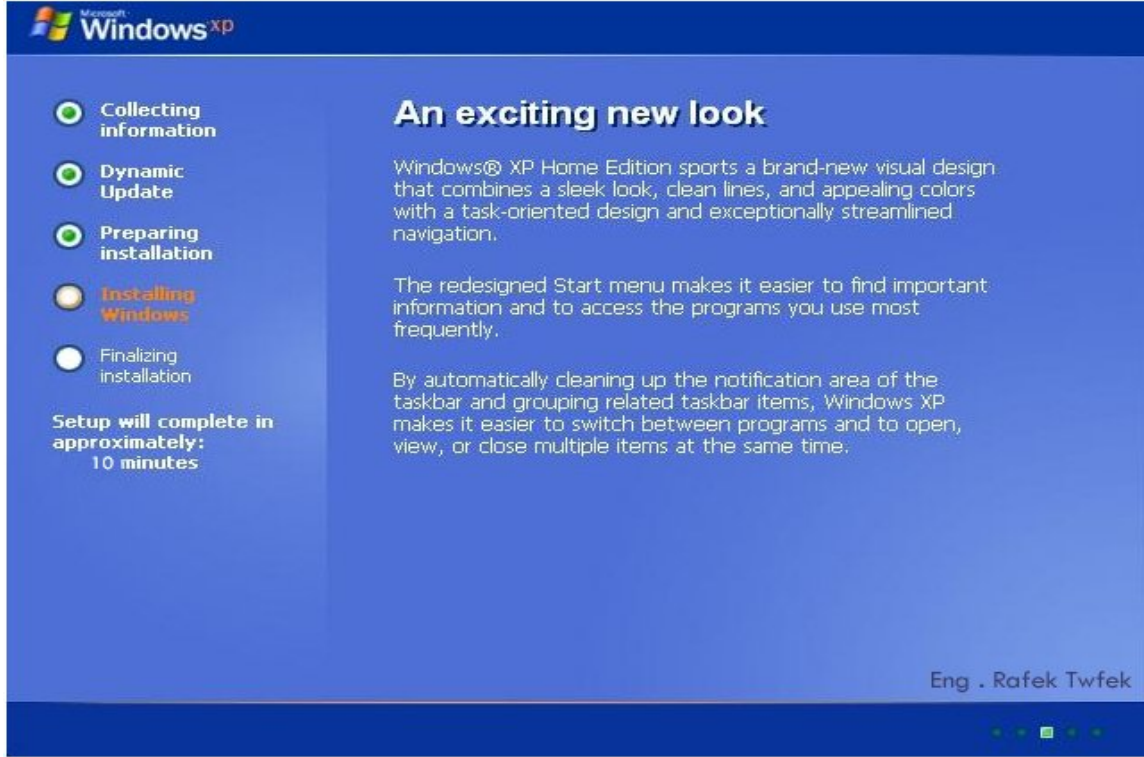 Microsoft
Windows xp
Collecting
information
Dynamic
Update
Preparing
installation
Installing
Windows
Finalizing
installation
Setup will complete in
approximately:
10 minutes
An exciting new look
Windows® XP Home Edition sports a brand-new visual design
that combines a sleek look, clean lines, and appealing colors
with a task-oriented design and exceptionally streamlined
navigation.
The redesigned Start menu makes it easier to find important
information and to access the programs you use most
frequently.
By automatically cleaning up the notification area of the
taskbar and grouping related taskbar items, Windows XP
makes it easier to switch between programs and to open,
view, or close multiple items at the same time.
Eng . Rafek Twfek